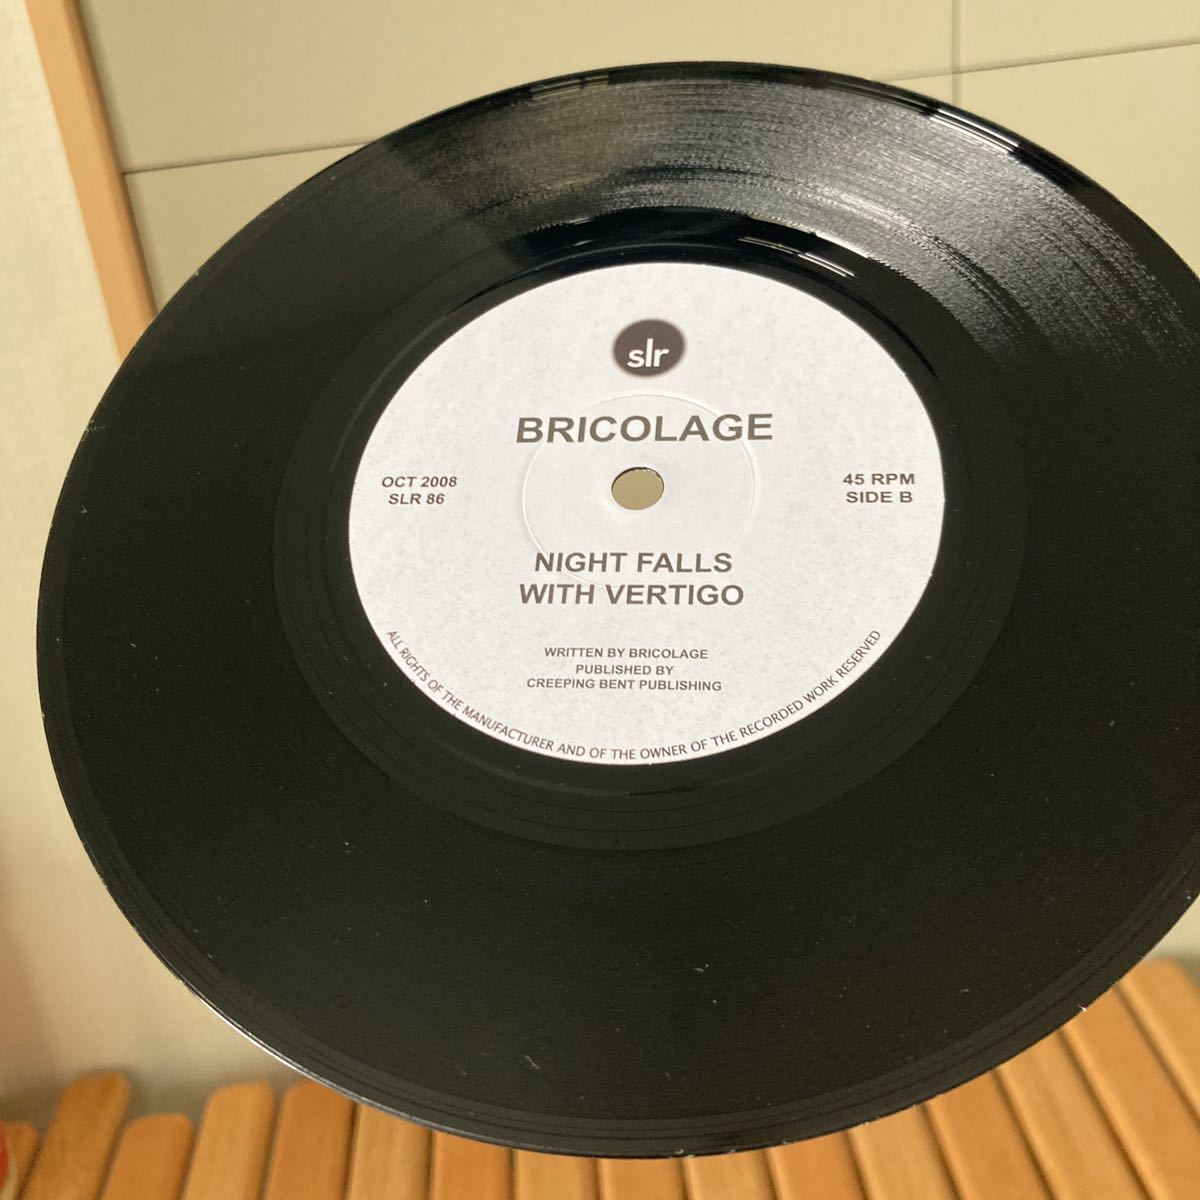 slr
BRICOLAGE
OCT 2008
SLR 86
45 RPM
SIDE B
NIGHT FALLS
WITH VERTIGO
WRITTEN BY BRICOLAGE
PUBLISHED BY
CREEPING BENT PUBLISHING
ALL RIGHTS OF THE MANUFACTURER AND OF THE OWNER OF THE RECORDED WORK RESERVED